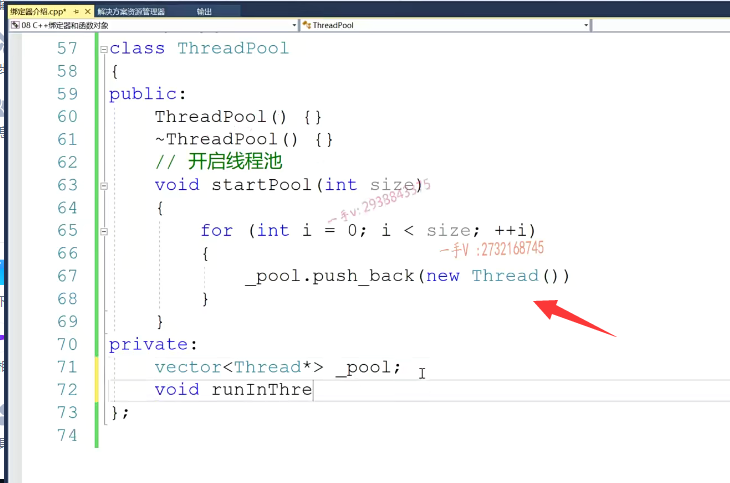 绑定器介绍.cpp*
解决方案资源管理器
输出
08 C++绑定器和函数对象
ThreadPool
57 class ThreadPool
58 {
59 public:
60 ThreadPool() {}
61 ~ThreadPool() {}
62 // 开启线程池
63 void startPool(int size)
64 {
一手v:2938843575
65 for (int i = 0; i < size; ++i)
66 {
一手V :2732168745
67 _pool.push_back(new Thread())
68 }
69 }
70 private:
71 vector<Thread*> _pool;
72 void runInThre
73 };
74